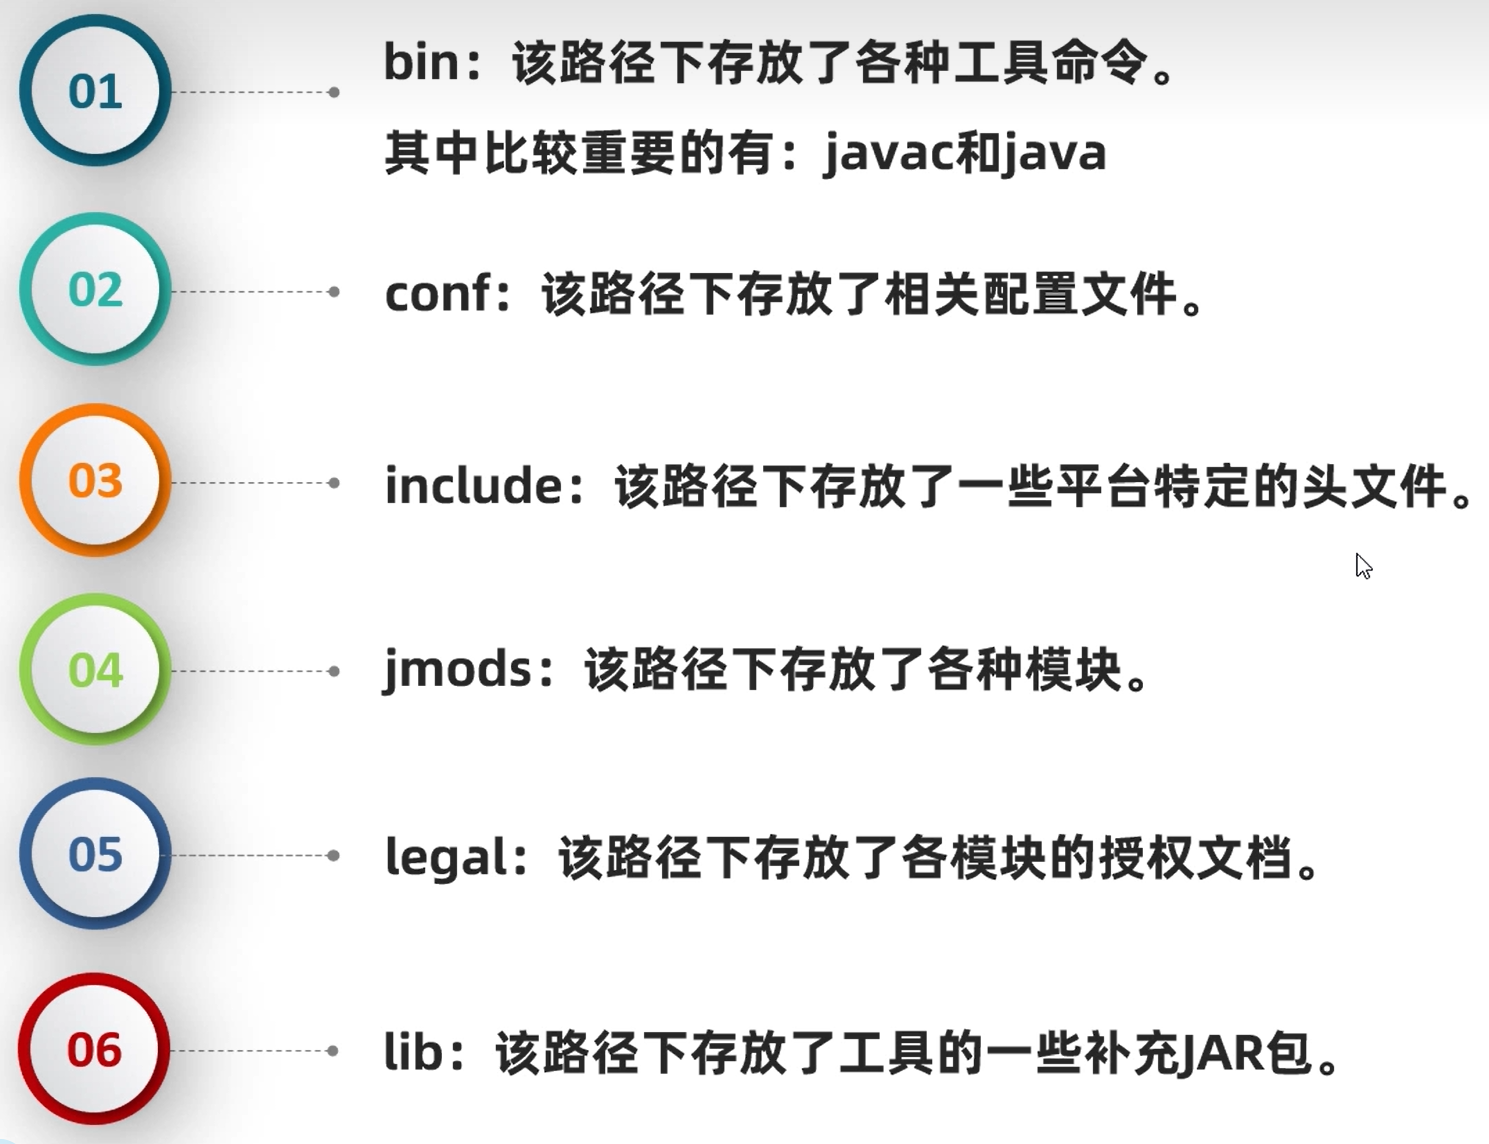 01
bin：该路径下存放了各种工具命令。
其中比较重要的有：javac和java
02
conf：该路径下存放了相关配置文件。
03
include：该路径下存放了一些平台特定的头文件。
04
jmods：该路径下存放了各种模块。
05
legal：该路径下存放了各模块的授权文档。
06
lib：该路径下存放了工具的一些补充JAR包。